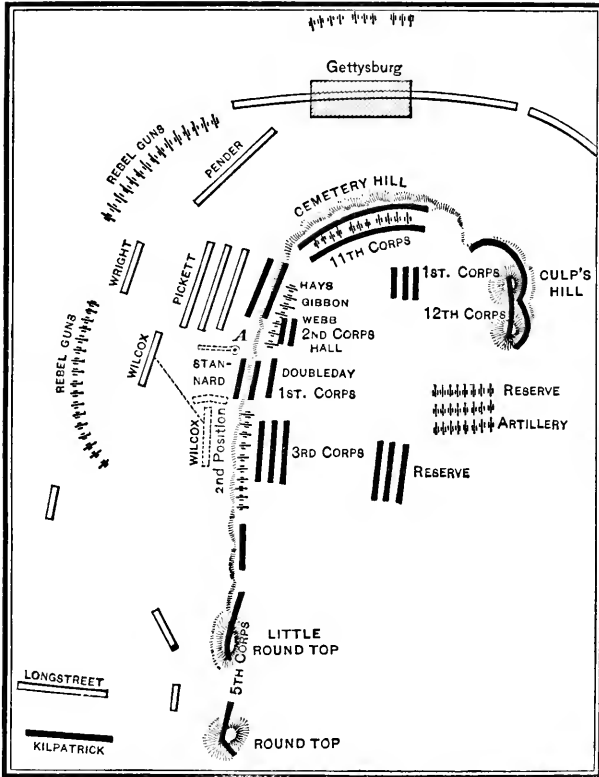 Gettysburg
REBEL GUNS
PENDER
CEMETERY HILL
11TH CORPS
WRIGHT
PICKETT
HAYS
GIBBON
WEBB
2ND CORPS
HALL
1ST. CORPS
12TH CORPS
CULP'S
HILL
A
REBEL GUNS
WILCOX
STAN-
NARD
DOUBLEDAY
1ST. CORPS
RESERVE
ARTILLERY
WILCOX
2nd Position
3RD CORPS
RESERVE
LITTLE
ROUND TOP
5TH CORPS
LONGSTREET
KILPATRICK
ROUND TOP